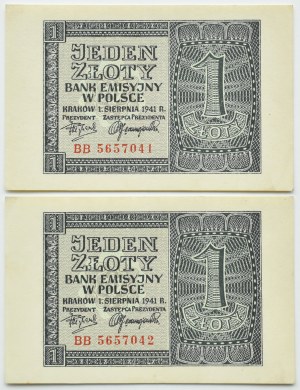 1
JEDEN
ZŁOTY
BANK EMISYJNY
W POLSCE
KRAKÓW 1. SIERPNIA 1941 R.
PREZYDENT ZASTĘPCA PREZYDENTA
BB 5657041
1
ZŁOTY
1
JEDEN
ZŁOTY
BANK EMISYJNY
W POLSCE
KRAKÓW 1. SIERPNIA 1941 R.
PREZYDENT ZASTĘPCA PREZYDENTA
BB 5657042
1
ZŁOTY